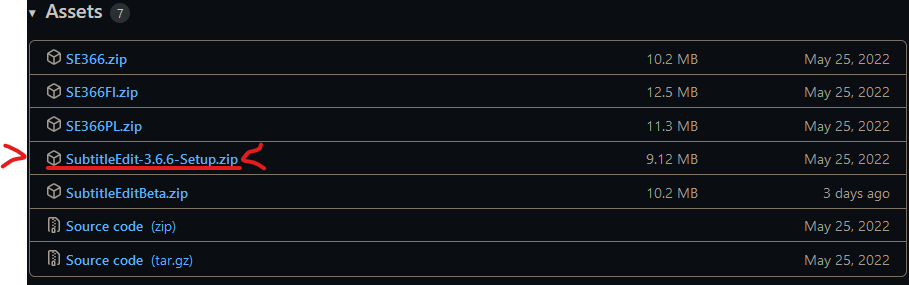 Assets 7
SE366.zip 10.2 MB May 25, 2022
SE366FI.zip 12.5 MB May 25, 2022
SE366PL.zip 11.3 MB May 25, 2022
SubtitleEdit-3.6.6-Setup.zip 9.12 MB May 25, 2022
SubtitleEditBeta.zip 10.2 MB 3 days ago
Source code (zip) May 25, 2022
Source code (tar.gz) May 25, 2022